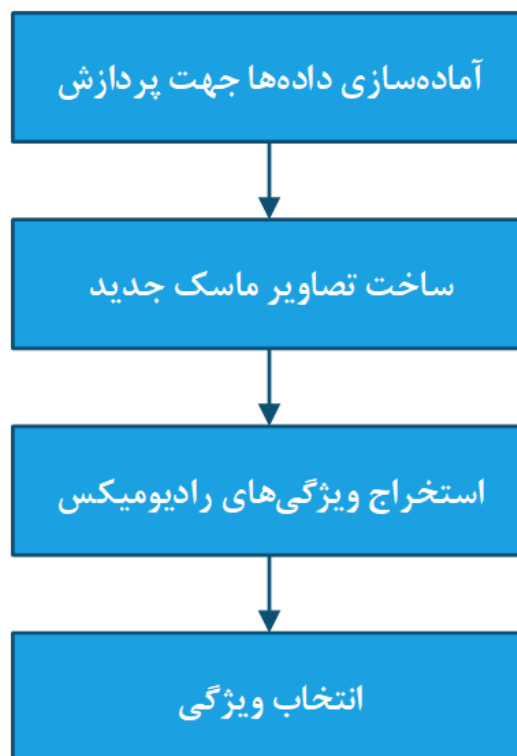 آماده‌سازی داده‌ها جهت پردازش
ساخت تصاویر ماسک جدید
استخراج ویژگی‌های رادیومیکس
انتخاب ویژگی